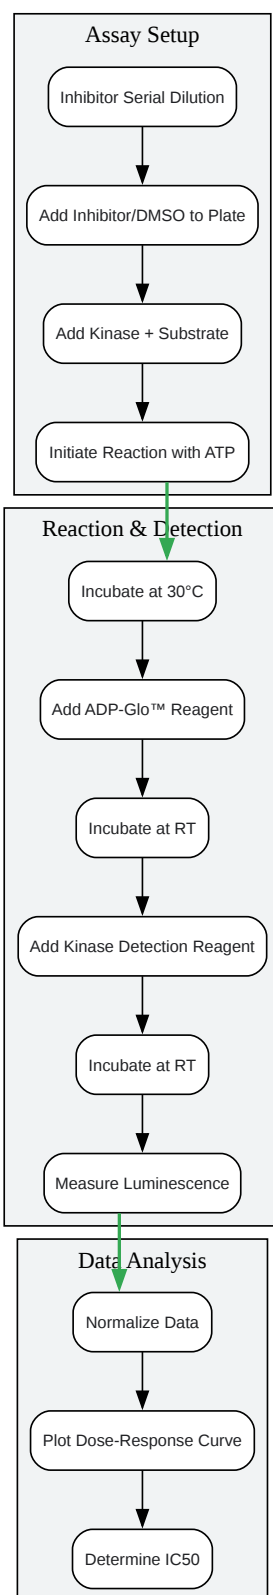 Assay Setup
Inhibitor Serial Dilution
Add Inhibitor/DMSO to Plate
Add Kinase + Substrate
Initiate Reaction with ATP
Reaction & Detection
Incubate at 30°C
Add ADP-Glo™ Reagent
Incubate at RT
Add Kinase Detection Reagent
Incubate at RT
Measure Luminescence
Data Analysis
Normalize Data
Plot Dose-Response Curve
Determine IC50